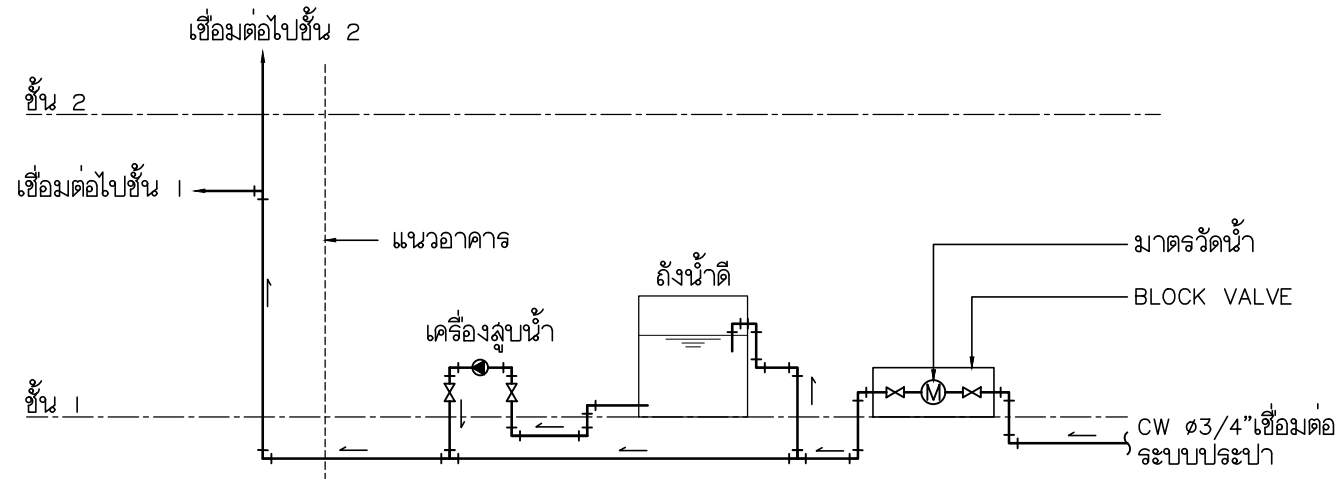 เชื่อมต่อไปชั้น 2
ชั้น 2
เชื่อมต่อไปชั้น 1
แนวอาคาร
มาตรวัดน้ำ
ถังน้ำดี
BLOCK VALVE
เครื่องสูบน้ำ
M
ชั้น 1
CW ø3/4"เชื่อมต่อ
ระบบประปา